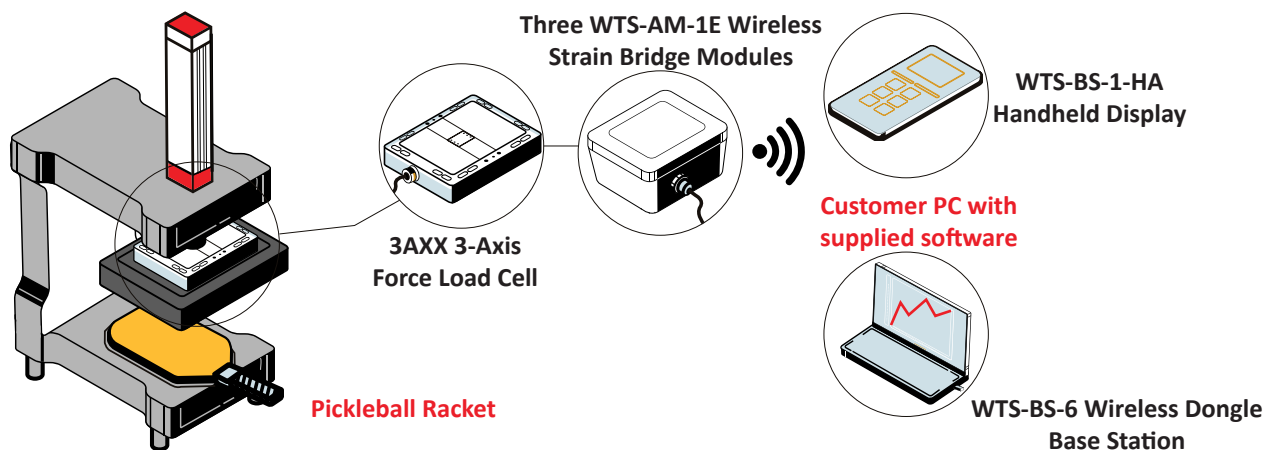 Three WTS-AM-1E Wireless
Strain Bridge Modules
WTS-BS-1-HA
Handheld Display
3AXX 3-Axis
Force Load Cell
Customer PC with
supplied software
Pickleball Racket
WTS-BS-6 Wireless Dongle
Base Station